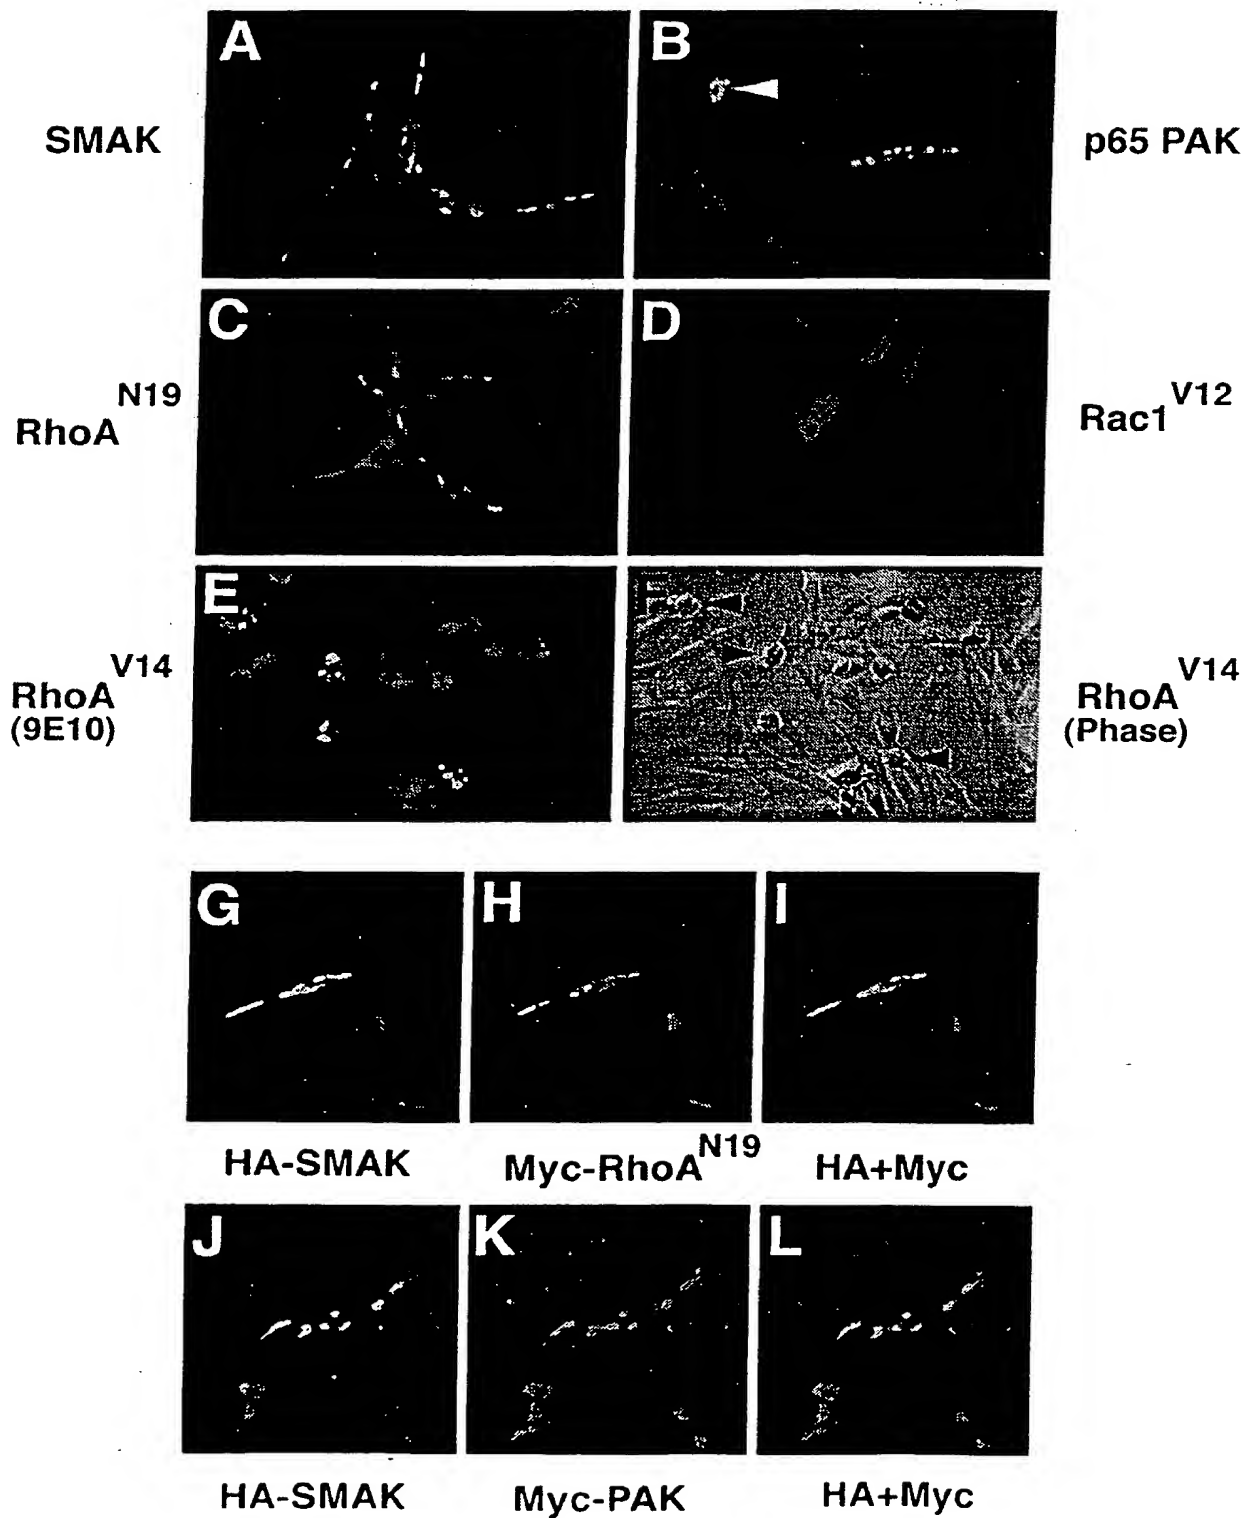 A
B
SMAK
p65 PAK
C
D
RhoA N19
Rac1 V12
E
F
RhoA V14
(9E10)
RhoA V14
(Phase)
G
H
I
HA-SMAK
Myc-RhoA N19
HA+Myc
J
K
L
HA-SMAK
Myc-PAK
HA+Myc